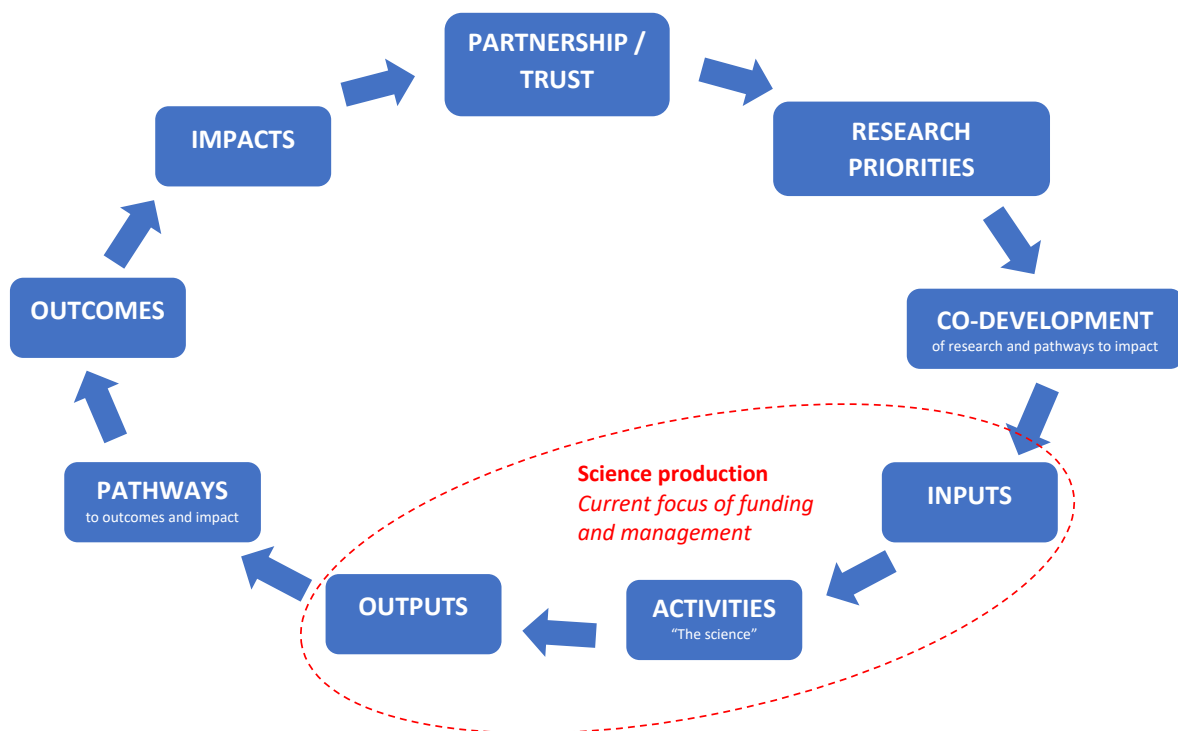 PARTNERSHIP /
TRUST
RESEARCH
PRIORITIES
CO-DEVELOPMENT
of research and pathways to impact
INPUTS
ACTIVITIES
“The science”
OUTPUTS
PATHWAYS
to outcomes and impact
OUTCOMES
IMPACTS
Science production
Current focus of funding
and management